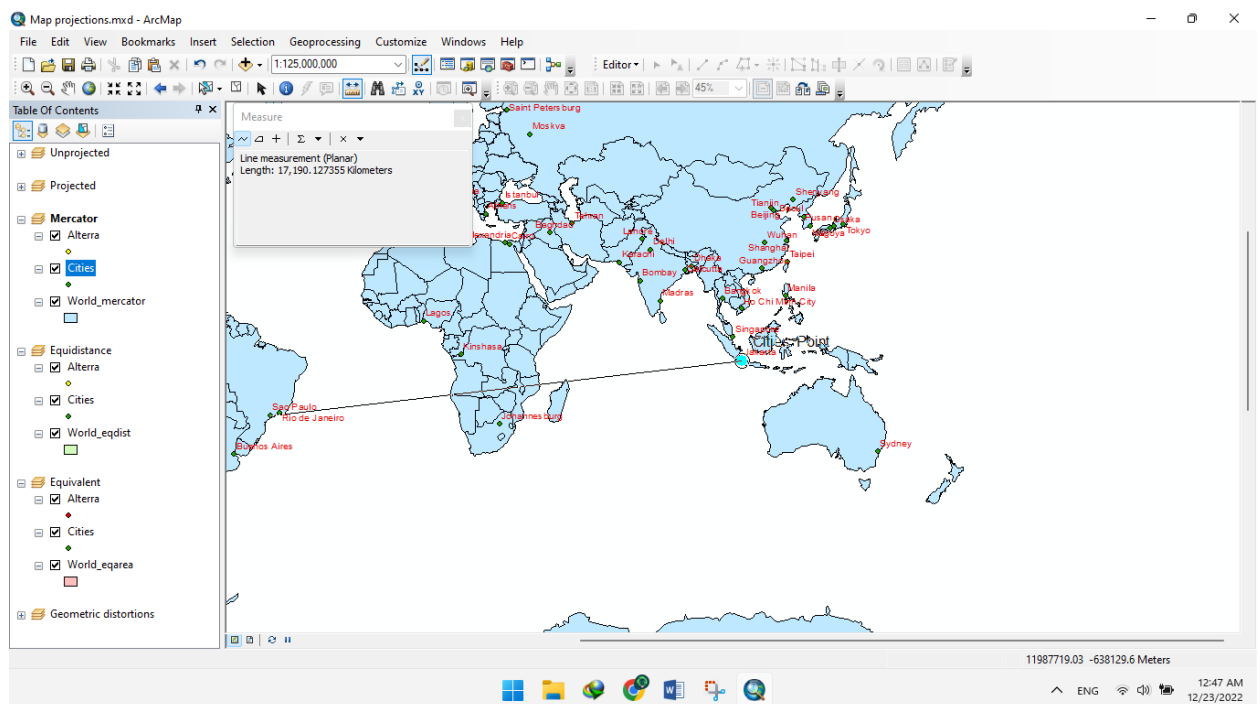 Map projections.mxd - ArcMap
File Edit View Bookmarks Insert Selection Geoprocessing Customize Windows Help
1:125,000,000
Editor
45%
Table Of Contents
Unprojected
Projected
Mercator
Alterra
Cities
World_mercator
Equidistance
Alterra
Cities
World_eqdist
Equivalent
Alterra
Cities
World_eqarea
Geometric distortions
Measure
Line measurement (Planar)
Length: 17,190.127355 Kilometers
Saint Petersburg
Moskva
Istanbul
Baghdad
Cairo
Lahore
Delhi
Karachi
Dhaka
Bombay
Calcutta
Madras
Shenyang
Tianjin
Seoul
Beijing
Tokyo
Wuhan
Shanghai
Taipei
Guangzhou
Manila
Bangkok
Ho Chi Minh City
Singapore
Cities: Point
Jakarta
Lagos
Kinshasa
Sao Paulo
Rio de Janeiro
Johannesburg
Buenos Aires
Sydney
11987719.03 -638129.6 Meters
ENG
12:47 AM
12/23/2022